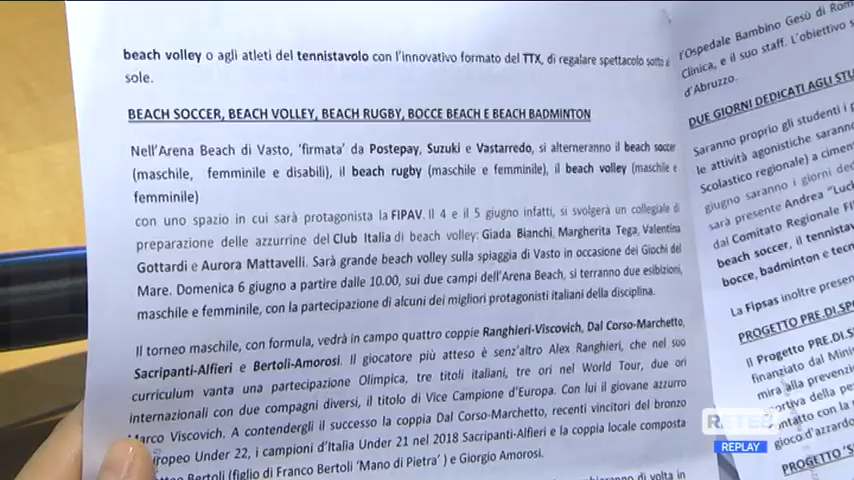 beach volley o agli atleti del tennistavolo con l'innovativo formato del TTX, di regalare spettacolo sotto
sole.
BEACH SOCCER, BEACH VOLLEY, BEACH RUGBY, BOCCE BEACH E BEACH BADMINTON
Nell'Arena Beach di Vasto, 'firmata' da Postepay, Suzuki e Vastarredo, si alterneranno il beach soccer
(maschile, femminile e disabili), il beach rugby (maschile e femminile), il beach volley (maschile e
femminile)
con uno spazio in cui sarà protagonista la FIPAV. Il 4 e il 5 giugno infatti, si svolgerà un collegiale di
preparazione delle azzurrine del Club Italia di beach volley: Giada Bianchi, Margherita Tega, Valentina
Gottardi e Aurora Mattavelli. Sarà grande beach volley sulla spiaggia di Vasto in occasione dei Giochi del
Mare. Domenica 6 giugno a partire dalle 10.00, sui due campi dell'Arena Beach, si terranno due esibizioni,
maschile e femminile, con la partecipazione di alcuni dei migliori protagonisti italiani della disciplina.
Il torneo maschile, con formula, vedrà in campo quattro coppie Ranghieri-Viscovich, Dal Corso-Marchetto,
Sacripanti-Alfieri e Bertoli-Amorosi. Il giocatore più atteso è senz'altro Alex Ranghieri, che nel suo
curriculum vanta una partecipazione Olimpica, tre titoli italiani, tre ori nel World Tour, due ori
internazionali con due compagni diversi, il titolo di Vice Campione d'Europa. Con lui il giovane azzurro
Marco Viscovich. A contendergli il successo la coppia Dal Corso-Marchetto, recenti vincitori del bronzo
Under 22, i campioni d'Italia Under 21 nel 2018 Sacripanti-Alfieri e la coppia locale composta
Bertoli (figlio di Franco Bertoli 'Mano di Pietra' ) e Giorgio Amorosi.
di volta in
l'Ospedale Bambino Gesù di
Clinica, e il suo staff. L'obiettivo
d'Abruzzo.
DUE GIORNI DEDICATI AGLI
Saranno proprio gli studenti i
le attività agonistiche saranno
Scolastico regionale) a
giugno saranno i giorni
sarà presente Andrea
dal Comitato Regionale
beach soccer, il
bocce, badminton e
La Fipsas inoltre
PROGETTO
Il Progetto
finanziato dal
mira alla
della
con la
gioco d'azzardo
PROGETTO
RETE8
REPLAY